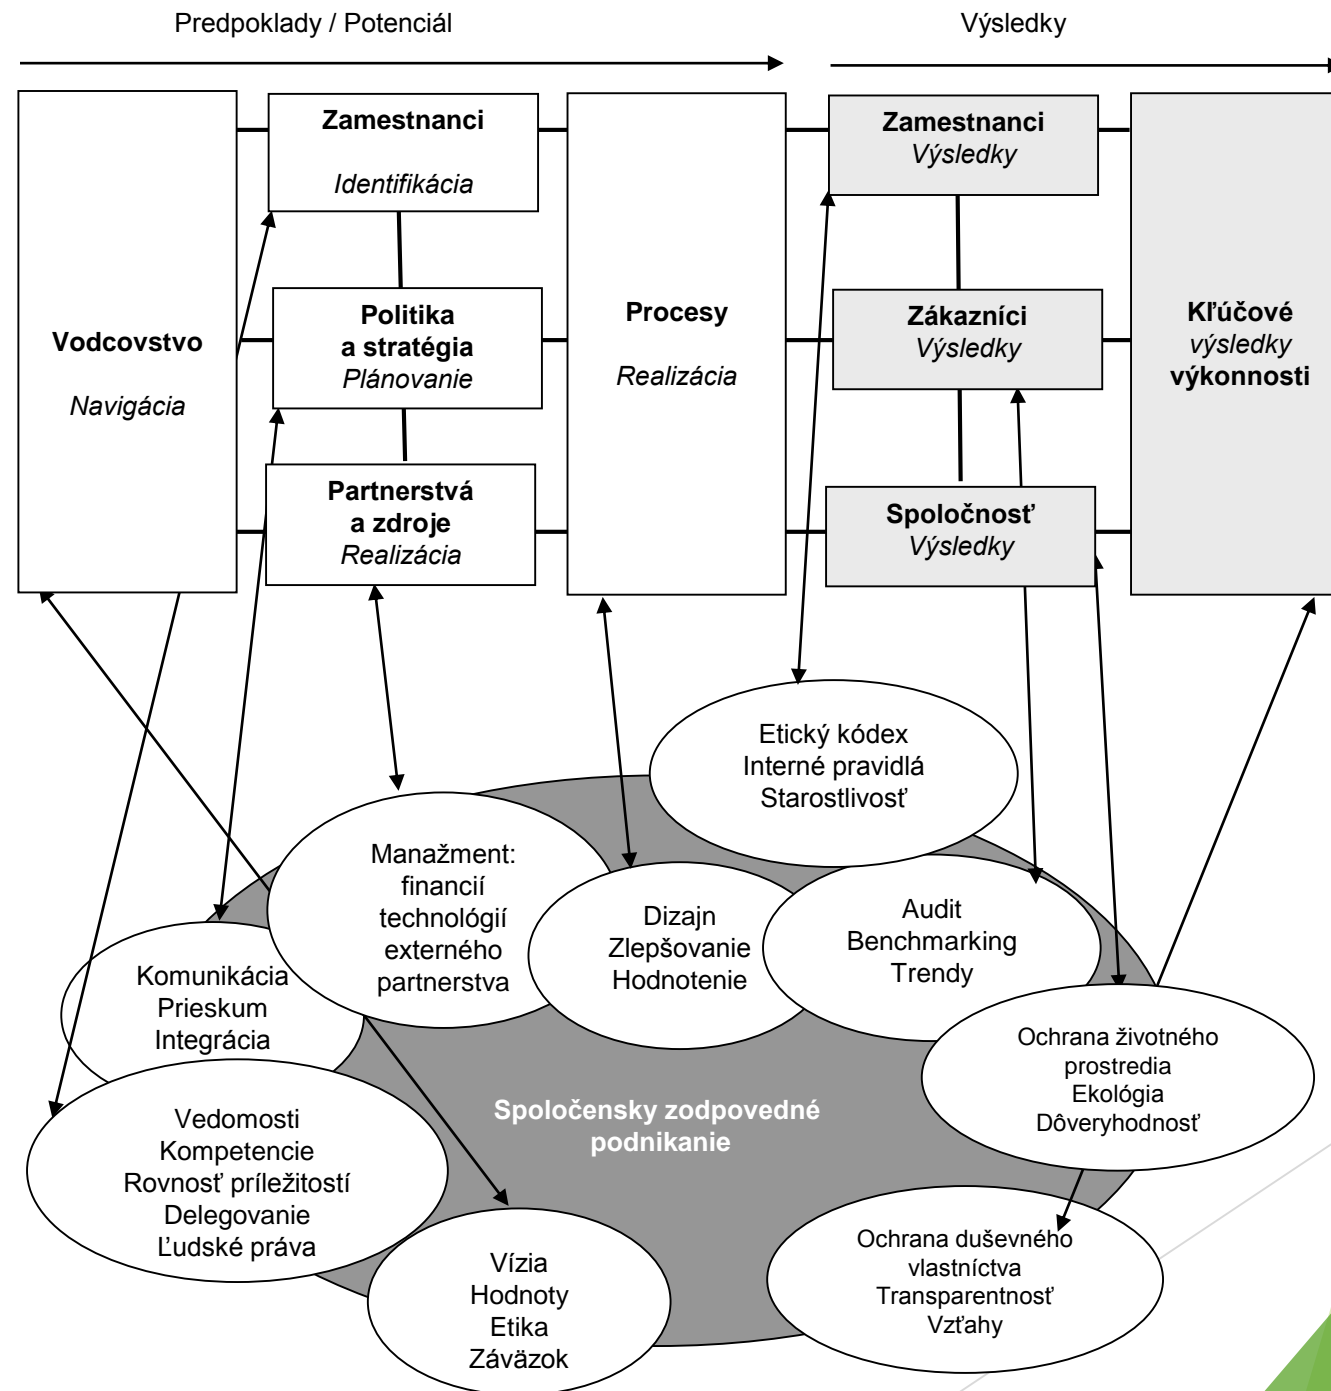 Predpoklady / Potenciál
Výsledky
Vodcovstvo
Navigácia
Zamestnanci
Identifikácia
Politika
a stratégia
Plánovanie
Partnerstvá
a zdroje
Realizácia
Procesy
Realizácia
Zamestnanci
Výsledky
Zákazníci
Výsledky
Spoločnosť
Výsledky
Kľúčové
výsledky
výkonnosti
Etický kódex
Interné pravidlá
Starostlivosť
Manažment:
financií
technológií
externého
partnerstva
Dizajn
Zlepšovanie
Hodnotenie
Audit
Benchmarking
Trendy
Komunikácia
Prieskum
Integrácia
Ochrana životného
prostredia
Ekológia
Dôveryhodnosť
Spoločensky zodpovedné
podnikanie
Vedomosti
Kompetencie
Rovnosť príležitostí
Delegovanie
Ľudské práva
Vízia
Hodnoty
Etika
Záväzok
Ochrana duševného
vlastníctva
Transparentnosť
Vzťahy